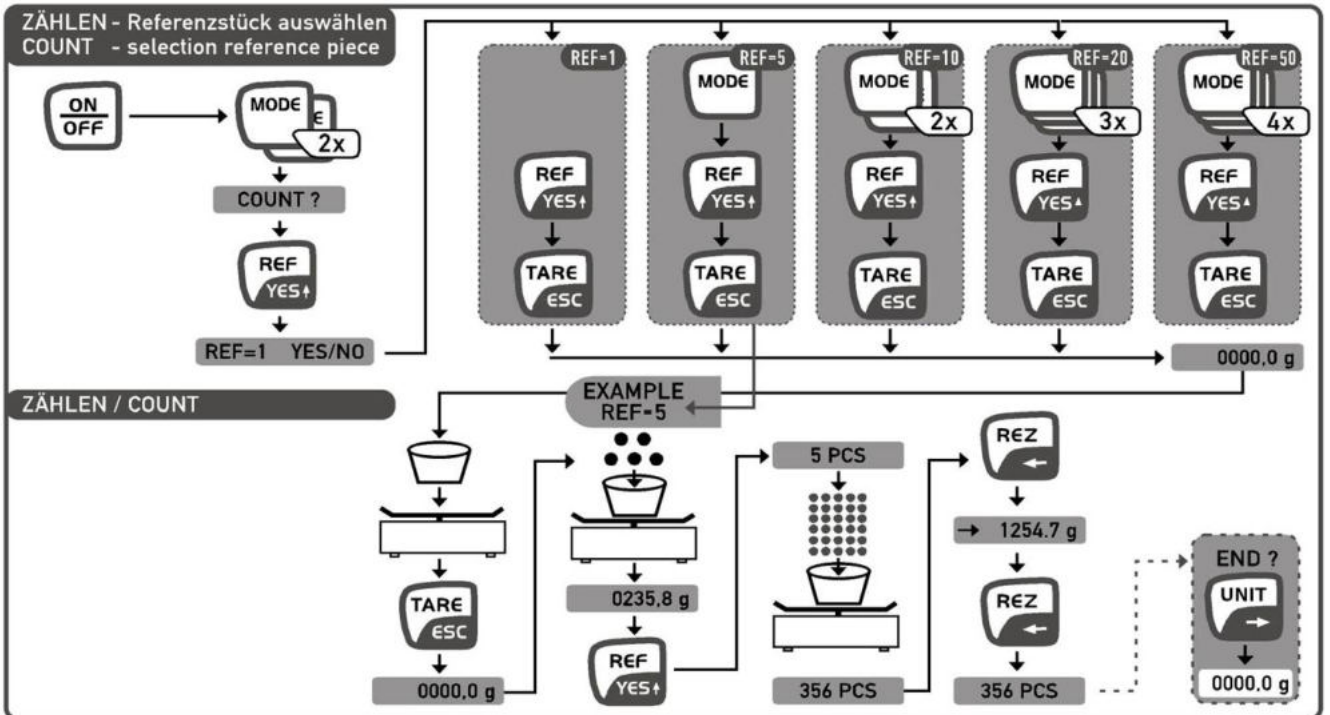 ZÄHLEN - Referenzstück auswählen
COUNT - selection reference piece
ON
OFF
MODE
E
2x
COUNT ?
REF
YES
REF=1 YES/NO
REF=1
REF
YES
TARE
ESC
REF=5
MODE
REF
YES
TARE
ESC
REF=10
MODE
2x
REF
YES
TARE
ESC
REF=20
MODE
3x
REF
YES
TARE
ESC
REF=50
MODE
4x
REF
YES
TARE
ESC
0000,0 g
ZÄHLEN / COUNT
TARE
ESC
0000,0 g
EXAMPLE
REF=5
0235,8 g
REF
YES
5 PCS
356 PCS
REZ
→ 1254.7 g
REZ
356 PCS
END ?
UNIT
0000,0 g